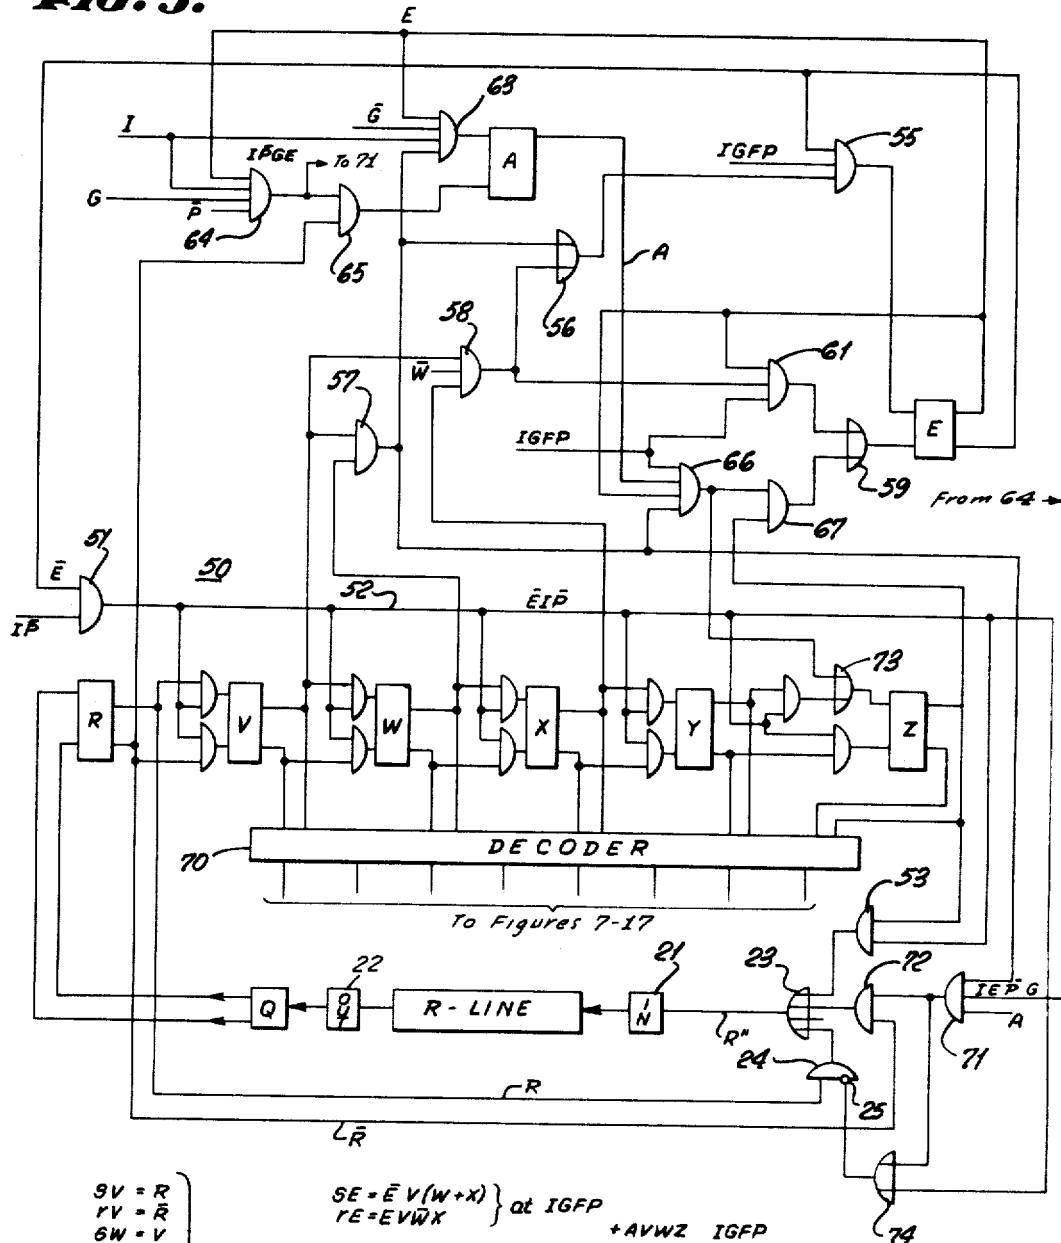 FIG. 5.
E
63
Ḡ
I
55
IP̄GE
To 71
A
IGFP
G
P̄
64
65
A
56
58
W̄
61
57
IGFP
E
66
59
67
From 64
51
Ē
50
52
ĒIP̄
IP̄
73
R
V
W
X
Y
Z
70
DECODER
53
To Figures 7-17
22
21
23
72
Q
OUT
R-LINE
IN
IEP̄G
R"
A
24
71
R
25
R̄
SV = R
rV = R̄
SW = V
SE = Ē V(W+X)
rE = EVW̄X
at IGFP
+AVWZ IGFP
74